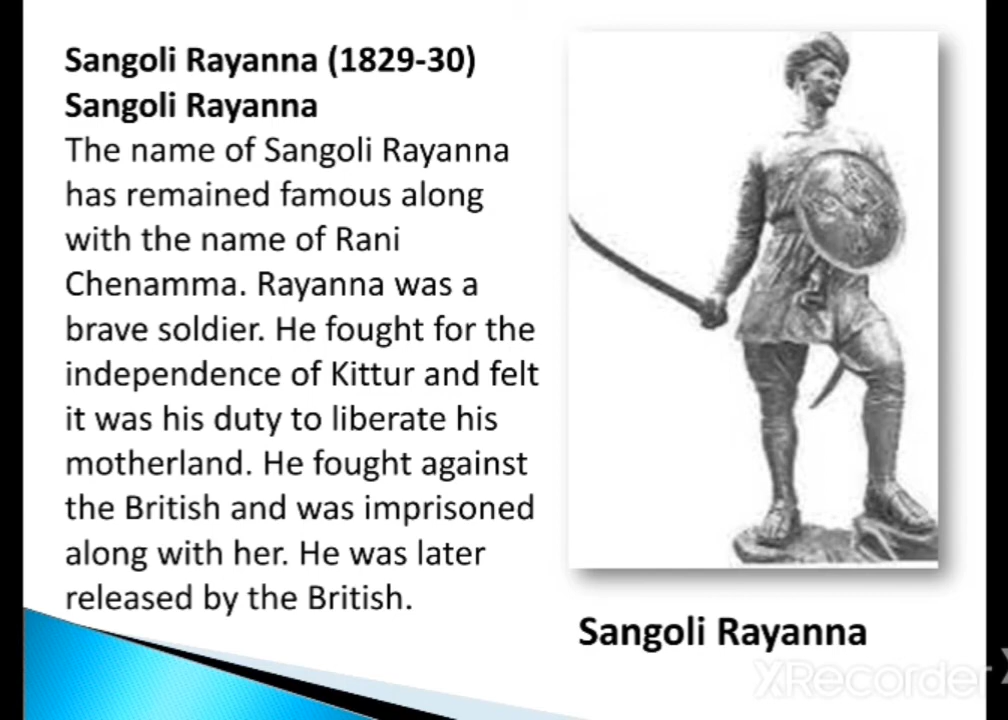 Sangoli Rayanna (1829-30)
Sangoli Rayanna
The name of Sangoli Rayanna
has remained famous along
with the name of Rani
Chenamma. Rayanna was a
brave soldier. He fought for the
independence of Kittur and felt
it was his duty to liberate his
motherland. He fought against
the British and was imprisoned
along with her. He was later
released by the British.
Sangoli Rayanna
XRecorder